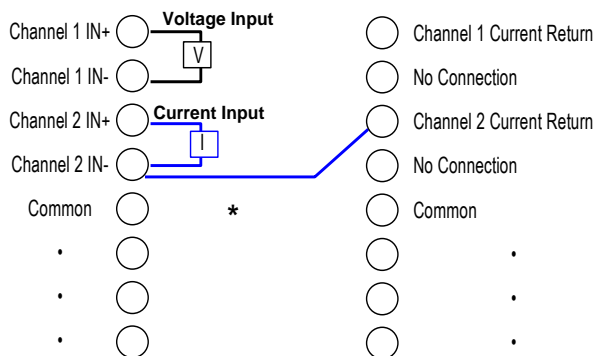 Voltage Input
Channel 1 IN+
V
Channel 1 Current Return
Channel 1 IN-
No Connection
Channel 2 IN+
Current Input
I
Channel 2 Current Return
Channel 2 IN-
No Connection
Common
*
Common
•
•
•
•
•
•